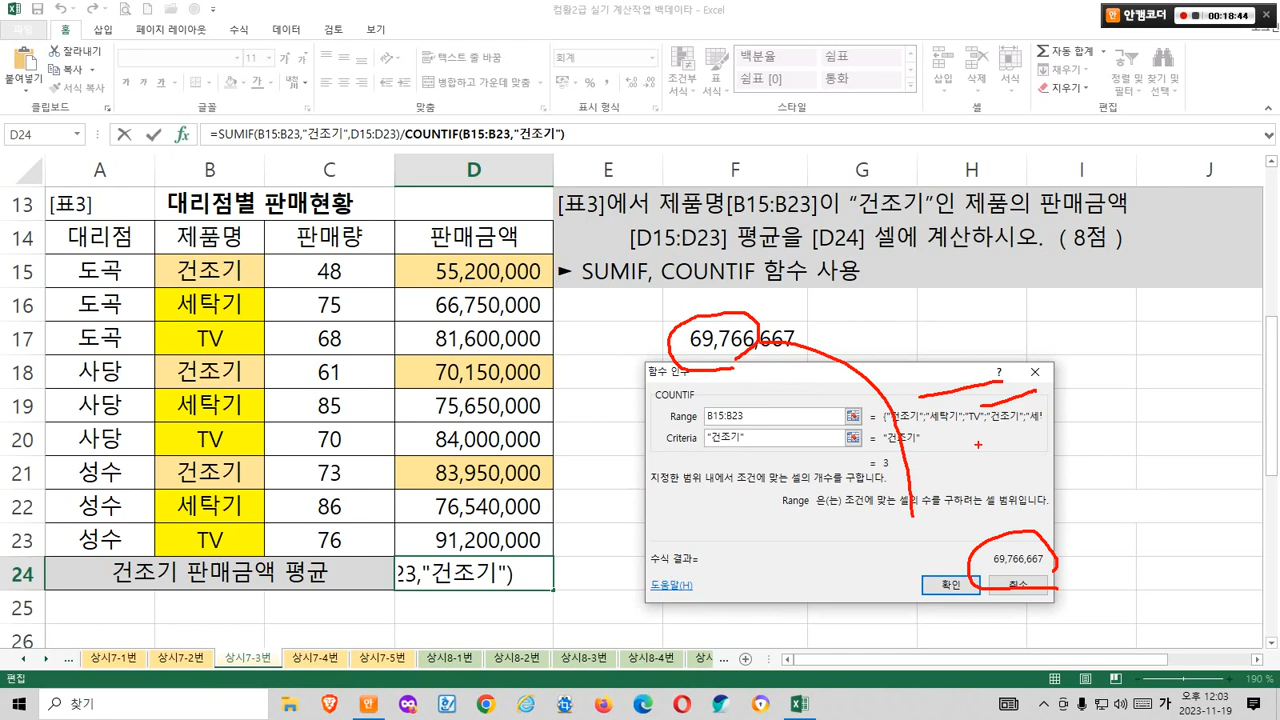 컴활2급 실기 계산작업 백데이타 - Excel
안캠코더 00:18:44
홈 삽입 페이지 레이아웃 수식 데이터 검토 보기
붙여넣기
잘라내기
복사
서식 복사
클립보드
11
가 가 가
글꼴
텍스트 줄 바꿈
병합하고 가운데 맞춤
맞춤
회계
표시 형식
조건부 서식
표 서식
백분율 쉼표
쉼표 [0] 통화
스타일
삽입 삭제 서식
셀
자동 합계
채우기
지우기
정렬 및 필터
찾기 및 선택
편집
D24
=SUMIF(B15:B23,"건조기",D15:D23)/COUNTIF(B15:B23,"건조기")
A B C D E F G H I J
13 [표3] 대리점별 판매현황 [표3]에서 제품명[B15:B23]이 "건조기"인 제품의 판매금액
14 대리점 제품명 판매량 판매금액 [D15:D23] 평균을 [D24] 셀에 계산하시오. ( 8점 )
15 도곡 건조기 48 55,200,000 ► SUMIF, COUNTIF 함수 사용
16 도곡 세탁기 75 66,750,000
17 도곡 TV 68 81,600,000 69,766,667
18 사당 건조기 61 70,150,000
19 사당 세탁기 85 75,650,000
20 사당 TV 70 84,000,000
21 성수 건조기 73 83,950,000
22 성수 세탁기 86 76,540,000
23 성수 TV 76 91,200,000
24 건조기 판매금액 평균 23,"건조기")
25
26
함수 인수 ?
COUNTIF
Range B15:B23 = {"건조기";"세탁기";"TV";"건조기";"세
Criteria "건조기" = "건조기"
= 3
지정한 범위 내에서 조건에 맞는 셀의 개수를 구합니다.
Range 은(는) 조건에 맞는 셀의 수를 구하려는 셀 범위입니다.
수식 결과= 69,766,667
도움말(H) 확인 취소
... 상시7-1번 상시7-2번 상시7-3번 상시7-4번 상시7-5번 상시8-1번 상시8-2번 상시8-3번 상시8-4번 ...
편집 190 %
찾기
가 오후 12:03
2023-11-19